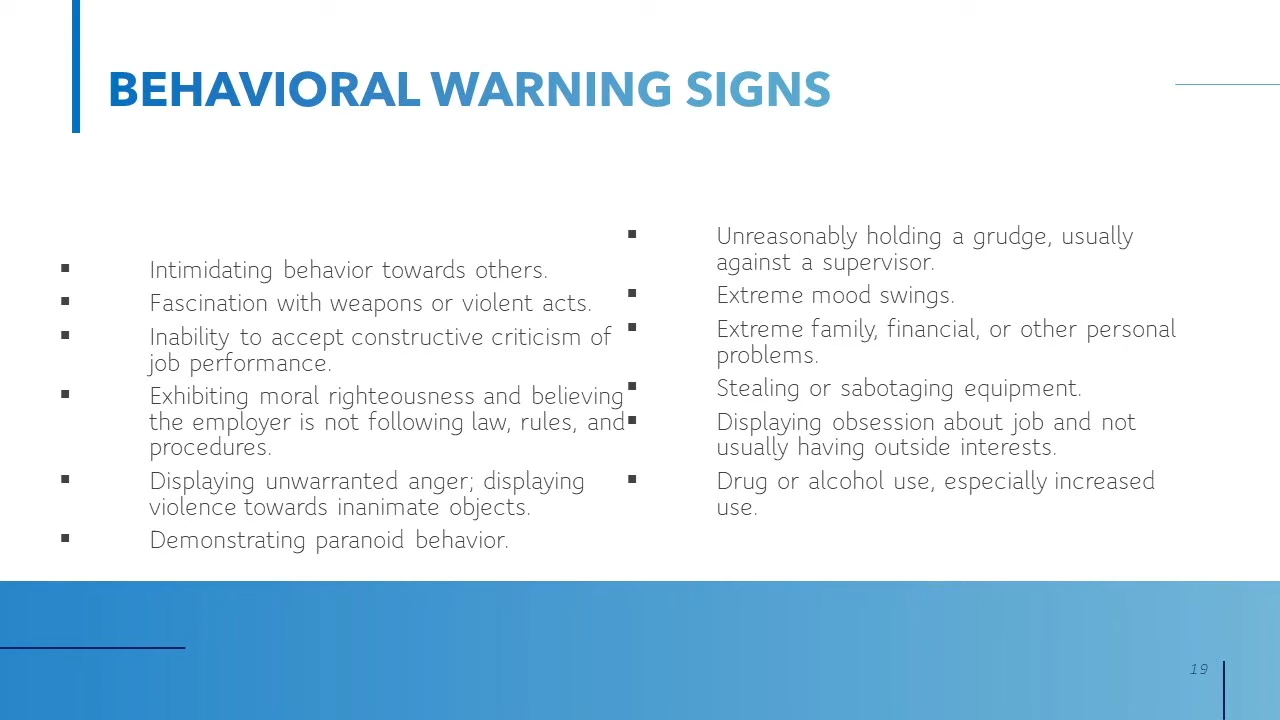 BEHAVIORAL WARNING SIGNS
▪ Intimidating behavior towards others.
▪ Fascination with weapons or violent acts.
▪ Inability to accept constructive criticism of
job performance.
▪ Exhibiting moral righteousness and believing
the employer is not following law, rules, and
procedures.
▪ Displaying unwarranted anger; displaying
violence towards inanimate objects.
▪ Demonstrating paranoid behavior.
▪ Unreasonably holding a grudge, usually
against a supervisor.
▪ Extreme mood swings.
▪ Extreme family, financial, or other personal
problems.
▪ Stealing or sabotaging equipment.
▪ Displaying obsession about job and not
usually having outside interests.
▪ Drug or alcohol use, especially increased
use.
19